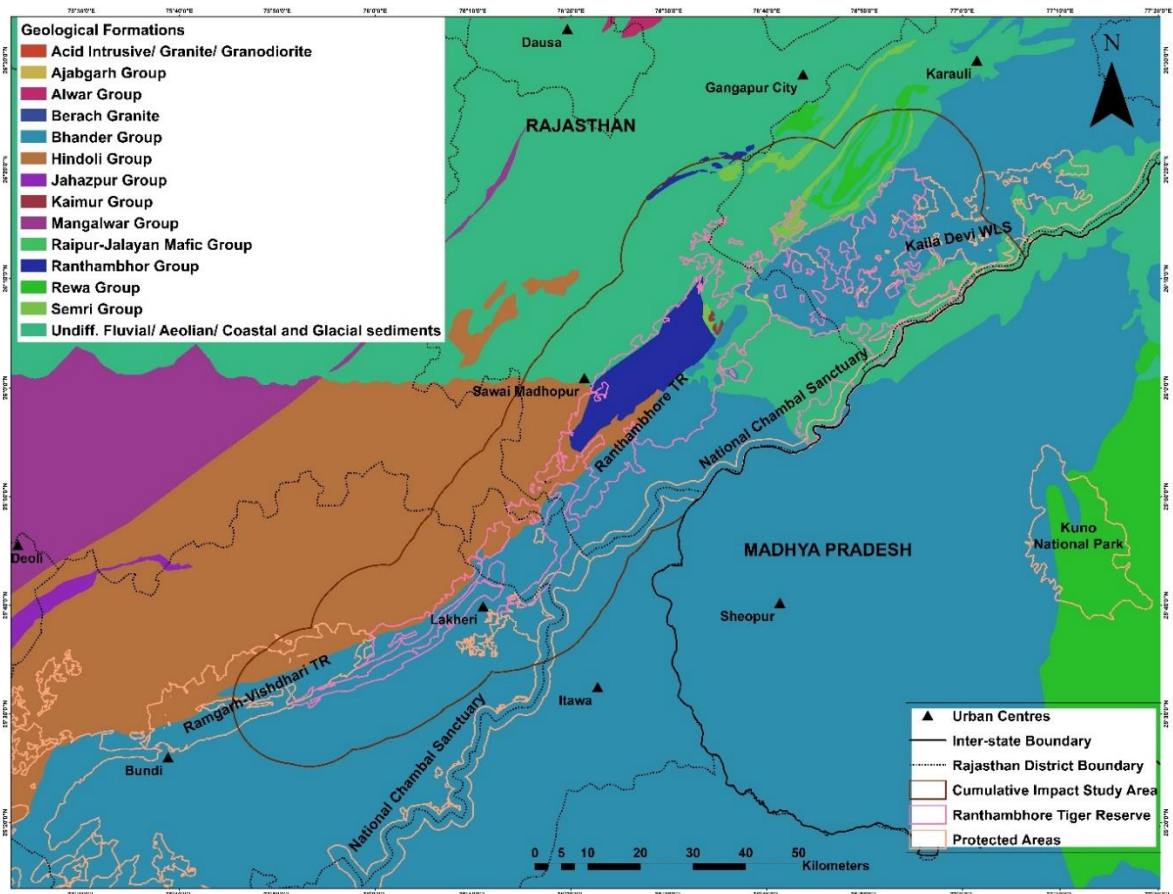 Geological Formations
Acid Intrusive/ Granite/ Granodiorite
Ajabgarh Group
Alwar Group
Berach Granite
Bhander Group
Hindoli Group
Jahazpur Group
Kaimur Group
Mangalwar Group
Raipur-Jalayan Mafic Group
Ranthambhor Group
Rewa Group
Semri Group
Undiff. Fluvial/ Aeolian/ Coastal and Glacial sediments
Dausa
Gangapur City
Karauli
N
RAJASTHAN
Kaila Devi WLS
Sawai Madhopur
Ranthambhore TR
National Chambal Sanctuary
Deoli
MADHYA PRADESH
Kuno
National Park
Lakheri
Sheopur
Ramgarh-Vishdhari TR
Itawa
Bundi
National Chambal Sanctuary
Urban Centres
Inter-state Boundary
Rajasthan District Boundary
Cumulative Impact Study Area
Ranthambhore Tiger Reserve
Protected Areas
0 5 10 20 30 40 50
Kilometers